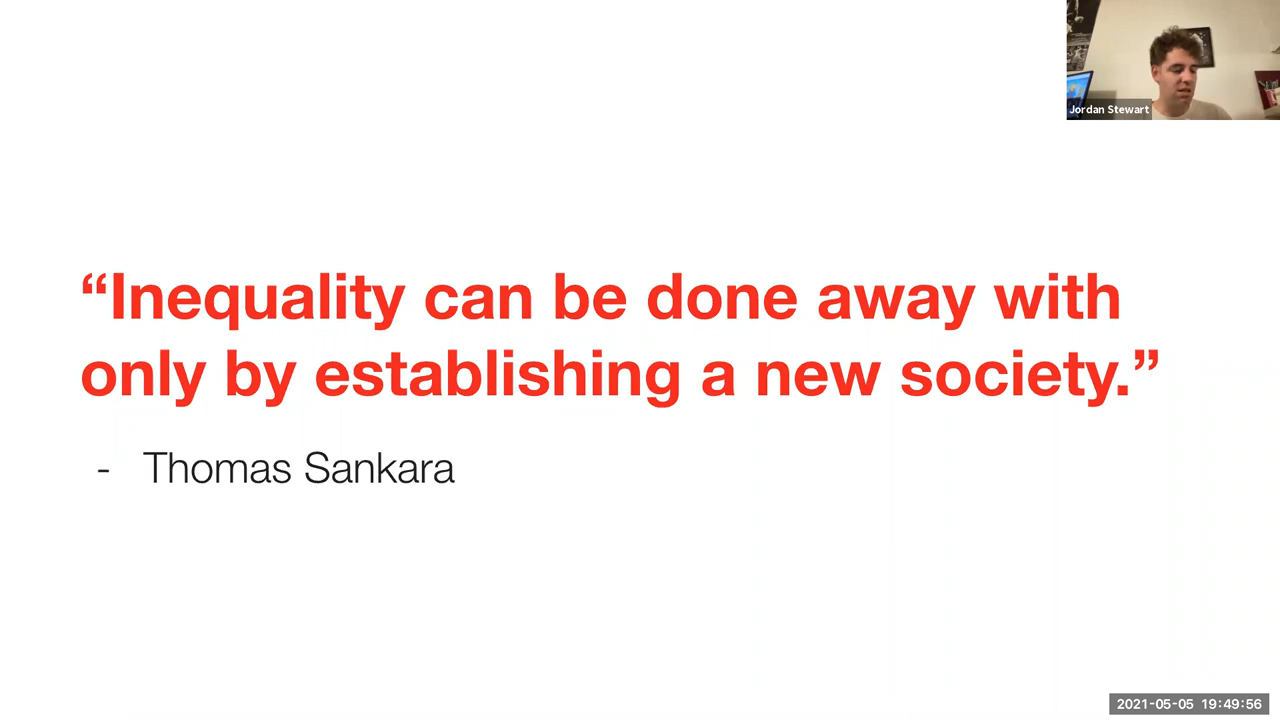 Jordan Stewart
“Inequality can be done away with
only by establishing a new society.”
- Thomas Sankara
2021-05-05 19:49:56